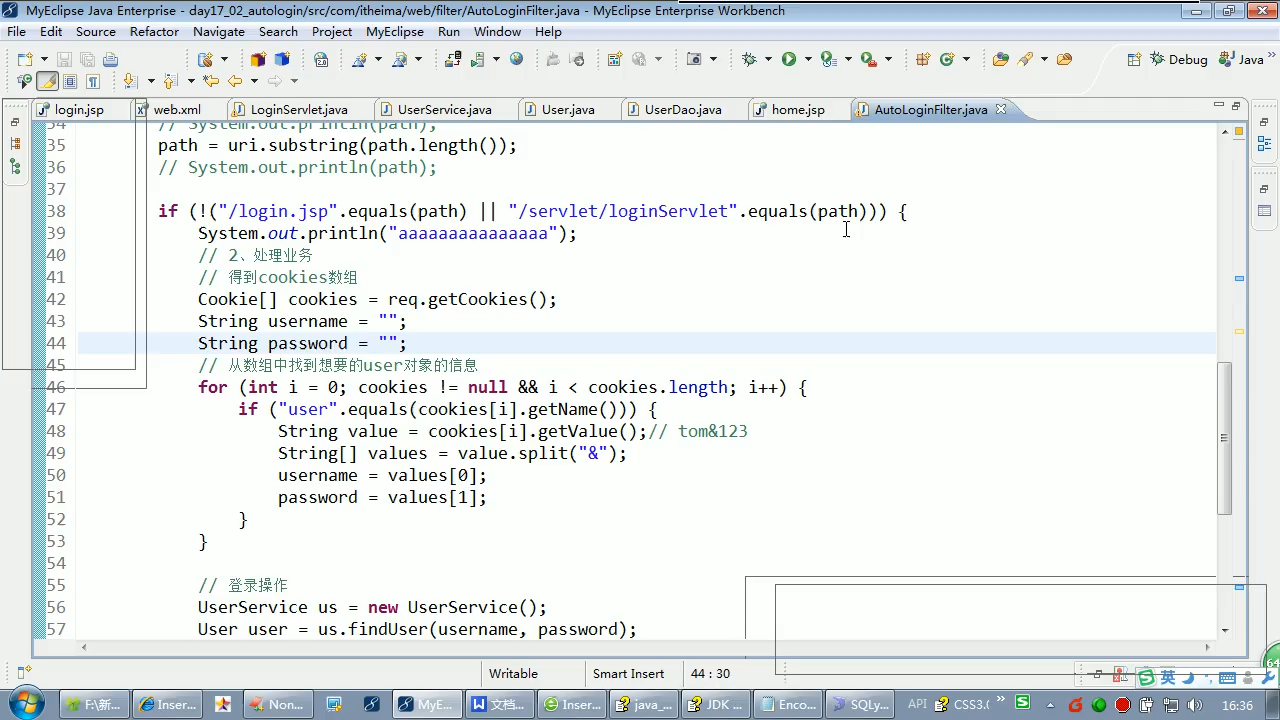 MyEclipse Java Enterprise - day17_02_autologin/src/com/itheima/web/filter/AutoLoginFilter.java - MyEclipse Enterprise Workbench
File Edit Source Refactor Navigate Search Project MyEclipse Run Window Help
Debug Java
login.jsp web.xml LoginServlet.java UserService.java User.java UserDao.java home.jsp AutoLoginFilter.java
34 // System.out.println(path);
35 path = uri.substring(path.length());
36 // System.out.println(path);
37
38 if (!("/login.jsp".equals(path) || "/servlet/loginServlet".equals(path))) {
39 System.out.println("aaaaaaaaaaaaaaa");
40 // 2、处理业务
41 // 得到cookies数组
42 Cookie[] cookies = req.getCookies();
43 String username = "";
44 String password = "";
45 // 从数组中找到想要的user对象的信息
46 for (int i = 0; cookies != null && i < cookies.length; i++) {
47 if ("user".equals(cookies[i].getName())) {
48 String value = cookies[i].getValue();// tom&123
49 String[] values = value.split("&");
50 username = values[0];
51 password = values[1];
52 }
53 }
54
55 // 登录操作
56 UserService us = new UserService();
57 User user = us.findUser(username, password);
Writable Smart Insert 44 : 30
英
F:\新... Inser... Non... MyE... 文档... Inser... java_... JDK ... Enco... SQLy... API CSS3.0... 16:36
64